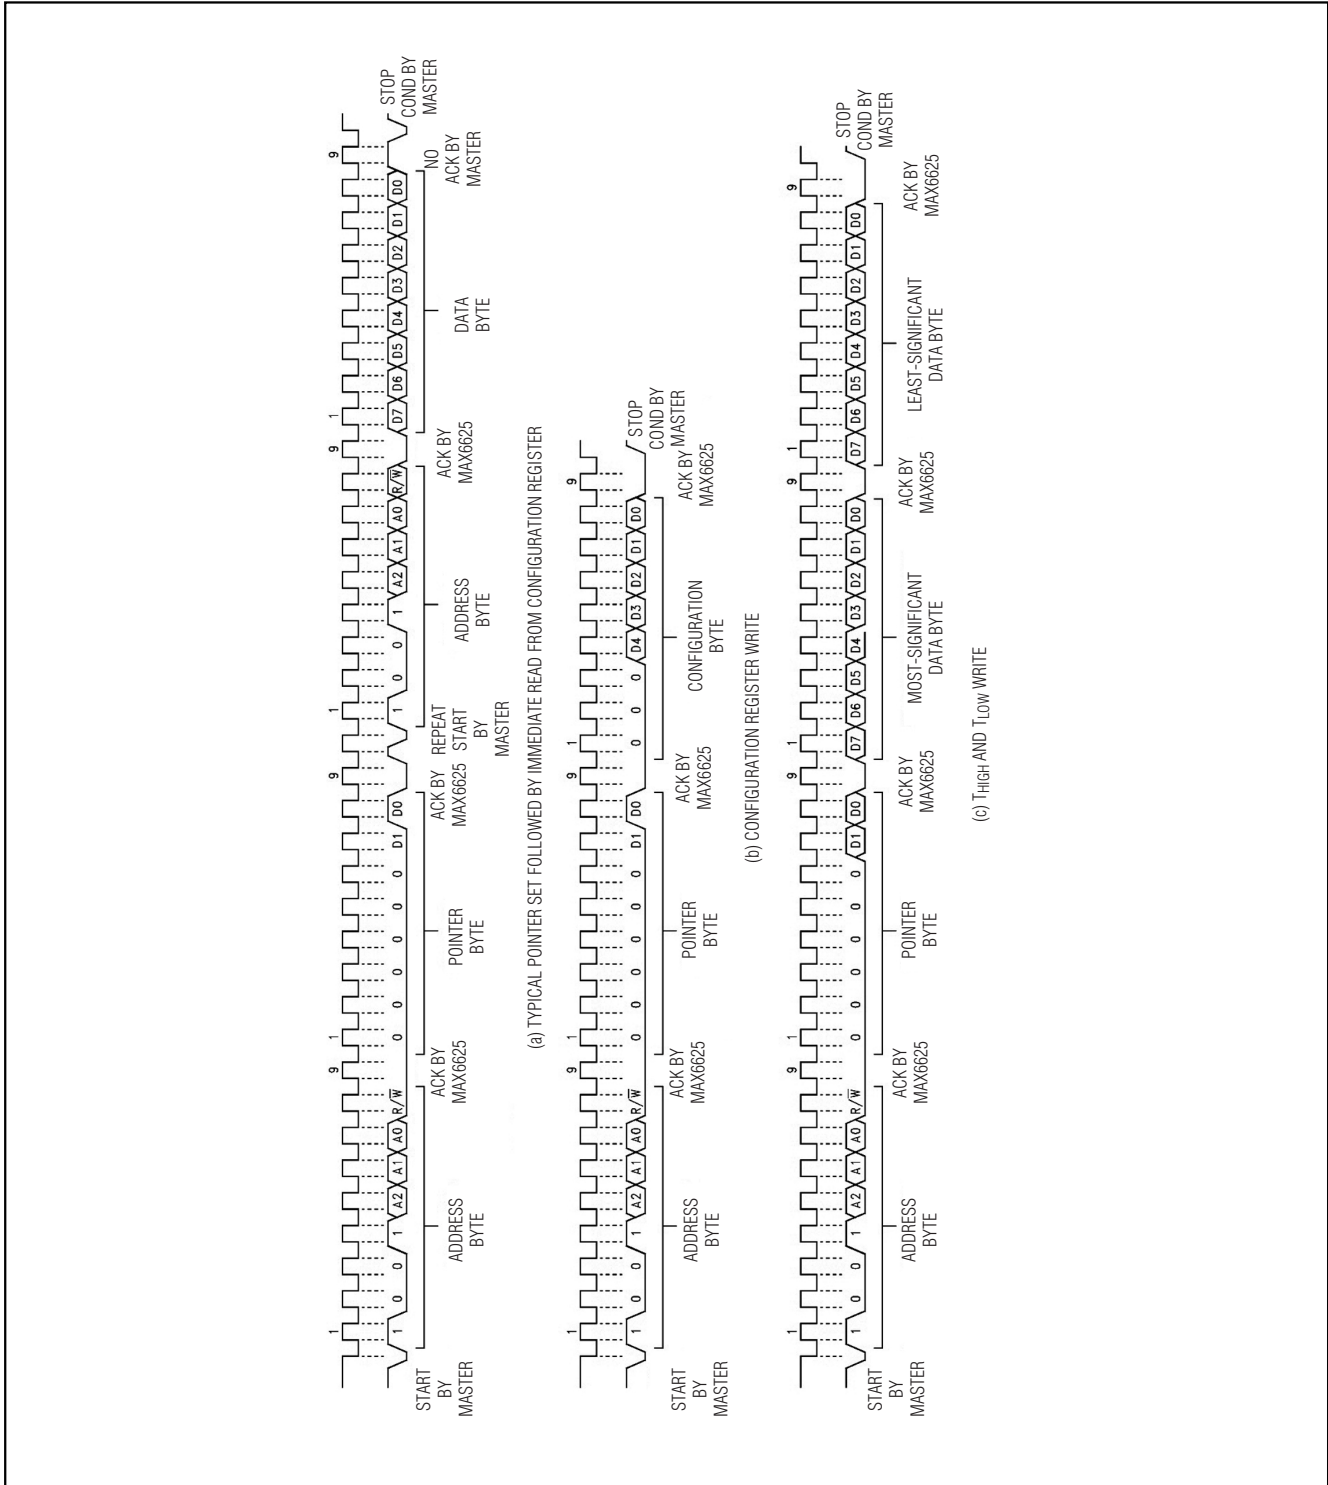 1
9
1
9
1
9
1
9
1 0 0 1 A2 A1 A0 R/W̅ 0 0 0 0 0 0 D1 D0 1 0 0 1 A2 A1 A0 R/W̅ D7 D6 D5 D4 D3 D2 D1 D0
START
BY
MASTER
ADDRESS
BYTE
ACK BY
MAX6625
POINTER
BYTE
ACK BY
MAX6625
REPEAT
START
BY
MASTER
ADDRESS
BYTE
ACK BY
MAX6625
DATA
BYTE
NO
ACK BY
MASTER
STOP
COND BY
MASTER
(a) TYPICAL POINTER SET FOLLOWED BY IMMEDIATE READ FROM CONFIGURATION REGISTER
1
9
1
9
1
9
1 0 0 1 A2 A1 A0 R/W̅ 0 0 0 0 0 0 D1 D0 0 0 0 D4 D3 D2 D1 D0
START
BY
MASTER
ADDRESS
BYTE
ACK BY
MAX6625
POINTER
BYTE
ACK BY
MAX6625
CONFIGURATION
BYTE
ACK BY
MAX6625
STOP
COND BY
MASTER
(b) CONFIGURATION REGISTER WRITE
1
9
1
9
1
9
1
9
1 0 0 1 A2 A1 A0 R/W̅ 0 0 0 0 0 0 D1 D0 D7 D6 D5 D4 D3 D2 D1 D0 D7 D6 D5 D4 D3 D2 D1 D0
START
BY
MASTER
ADDRESS
BYTE
ACK BY
MAX6625
POINTER
BYTE
ACK BY
MAX6625
MOST-SIGNIFICANT
DATA BYTE
ACK BY
MAX6625
LEAST-SIGNIFICANT
DATA BYTE
ACK BY
MAX6625
STOP
COND BY
MASTER
(c) THIGH AND TLOW WRITE